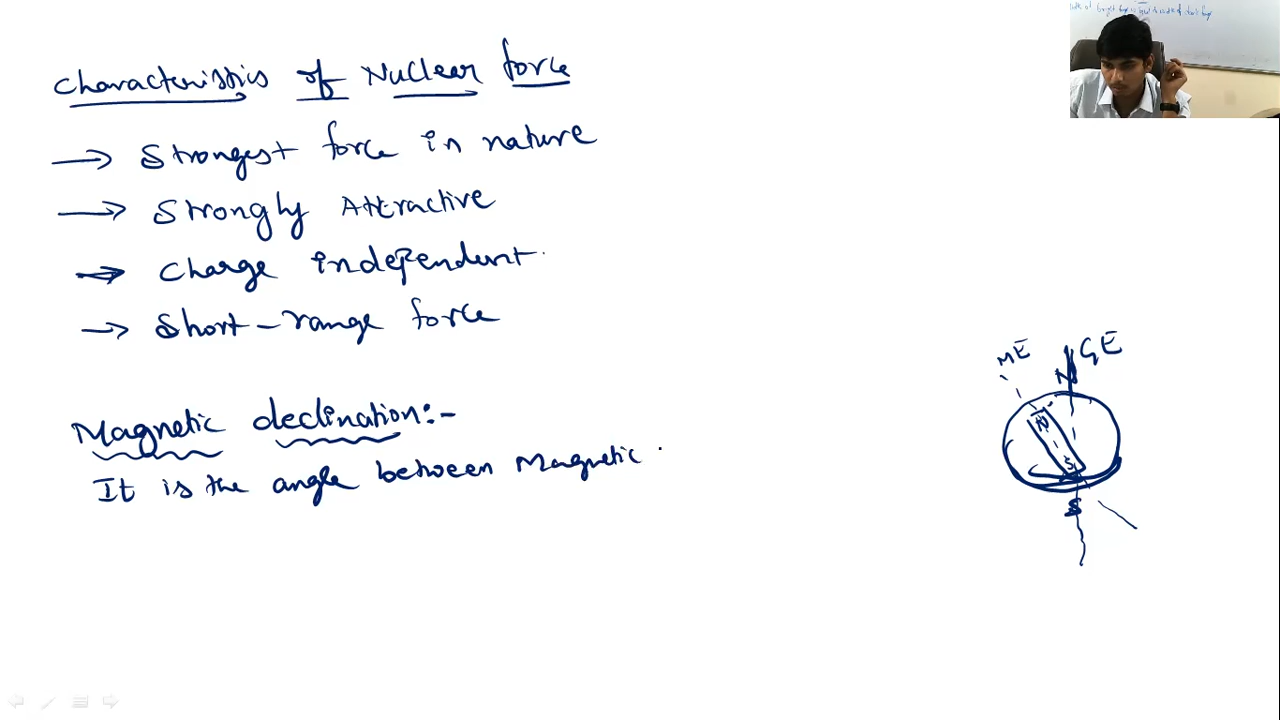 Characteristics of Nuclear force
→ Strongest force in nature
→ Strongly Attractive
→ Charge independent.
→ Short-range force
Magnetic declination:-
It is the angle between Magnetic
ME
GE
N
N
S
S